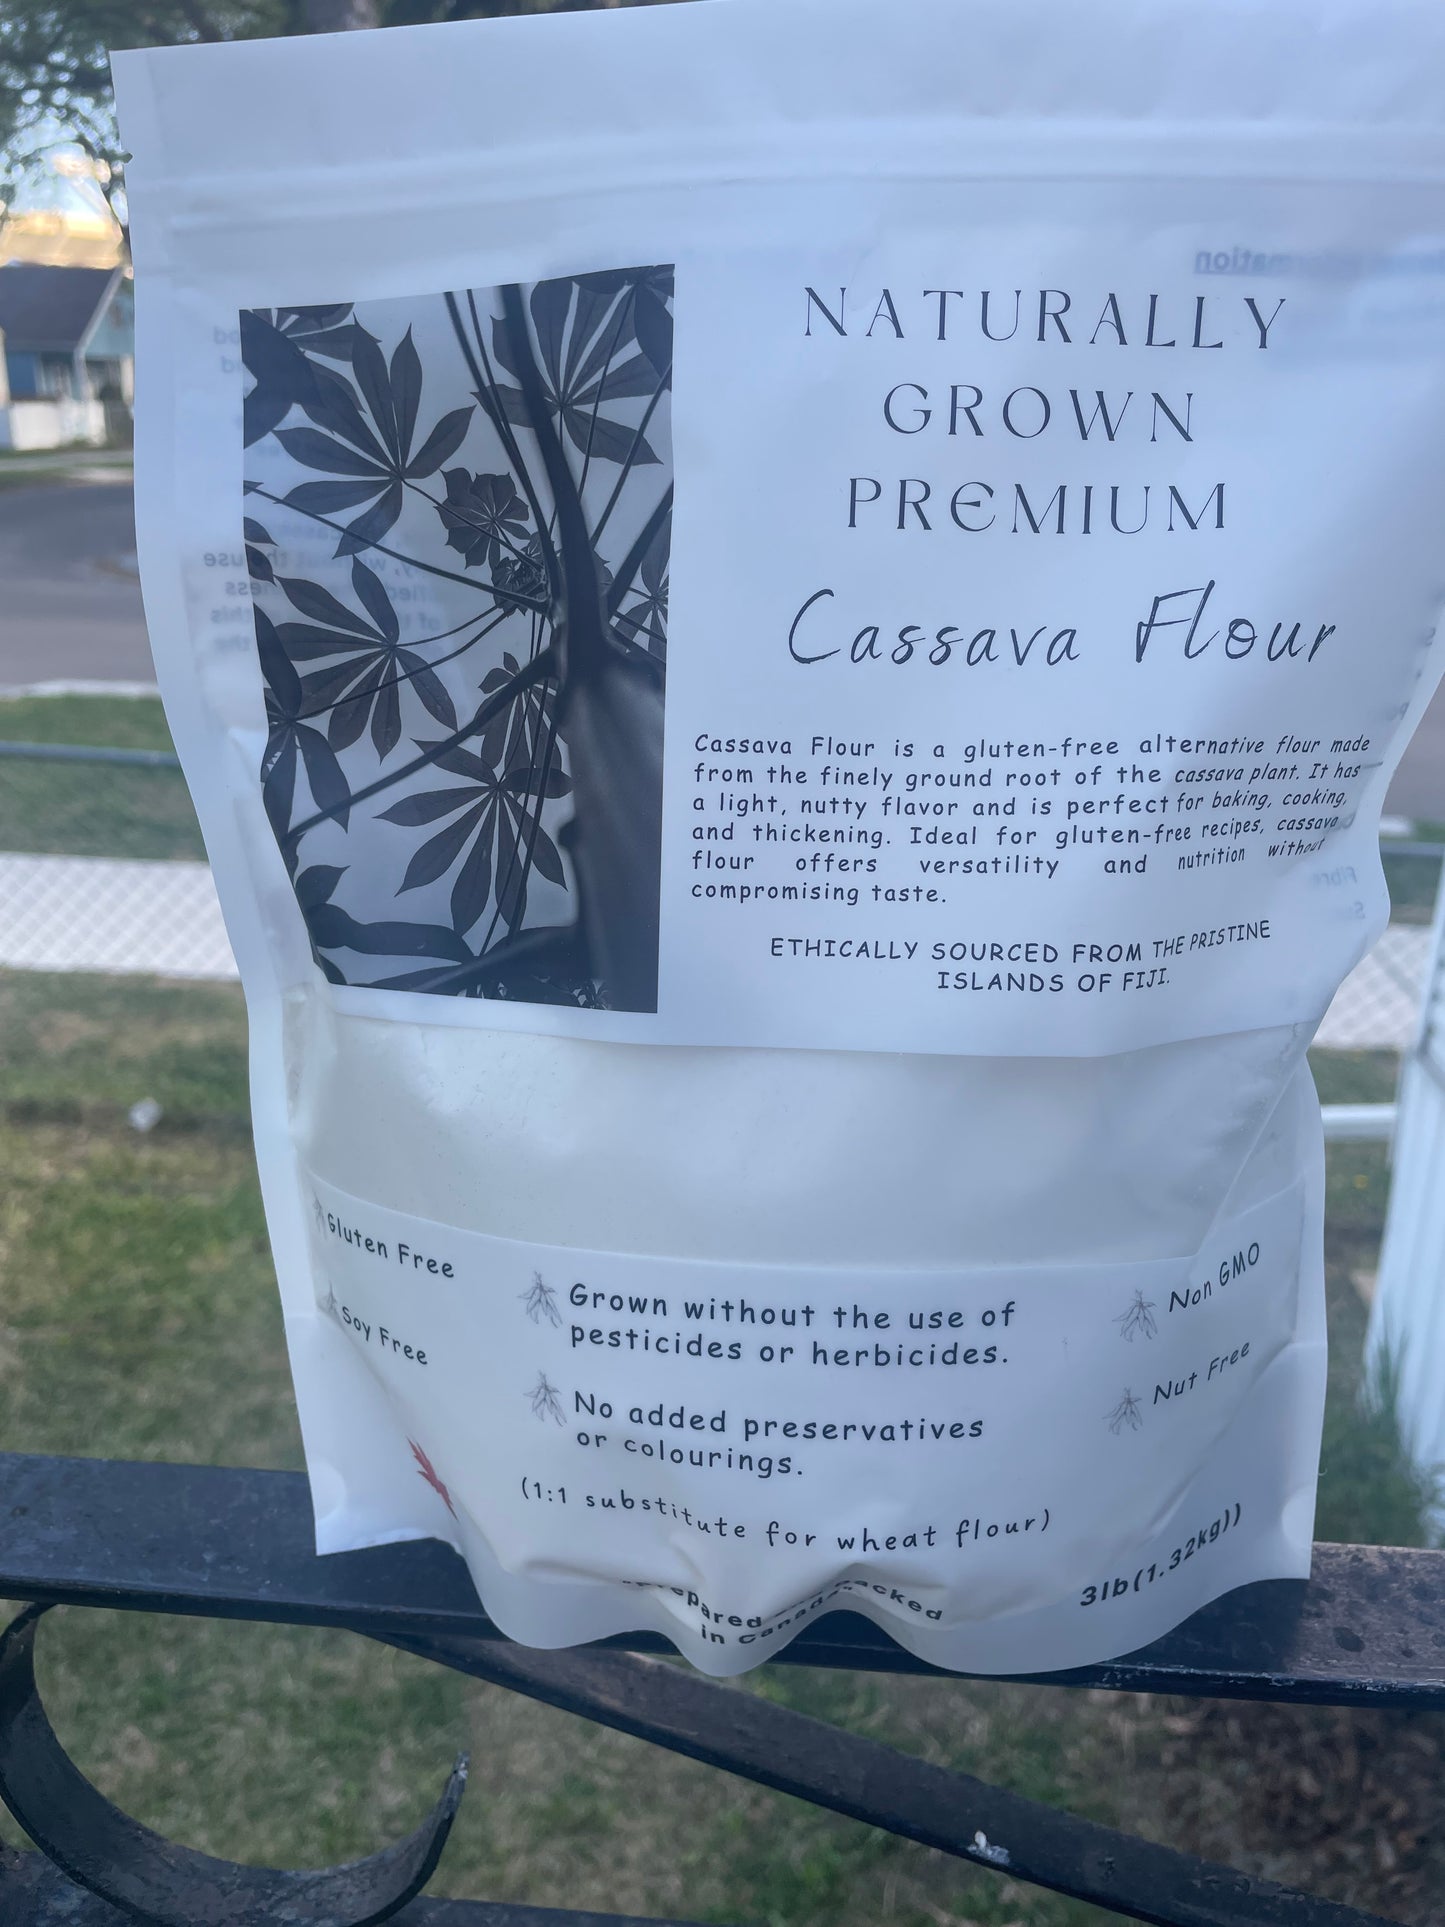 NATURALLY
GROWN
PREMIUM
Cassava Flour
Cassava Flour is a gluten-free alternative flour made
from the finely ground root of the cassava plant. It has
a light, nutty flavor and is perfect for baking, cooking,
and thickening. Ideal for gluten-free recipes, cassava
flour offers versatility and nutrition without
compromising taste.
ETHICALLY SOURCED FROM THE PRISTINE
ISLANDS OF FIJI.
Gluten Free
Soy Free
Grown without the use of
pesticides or herbicides.
No added preservatives
or colourings.
(1:1 substitute for wheat flour)
Non GMO
Nut Free
in Canada"
3lb(1.32kg))